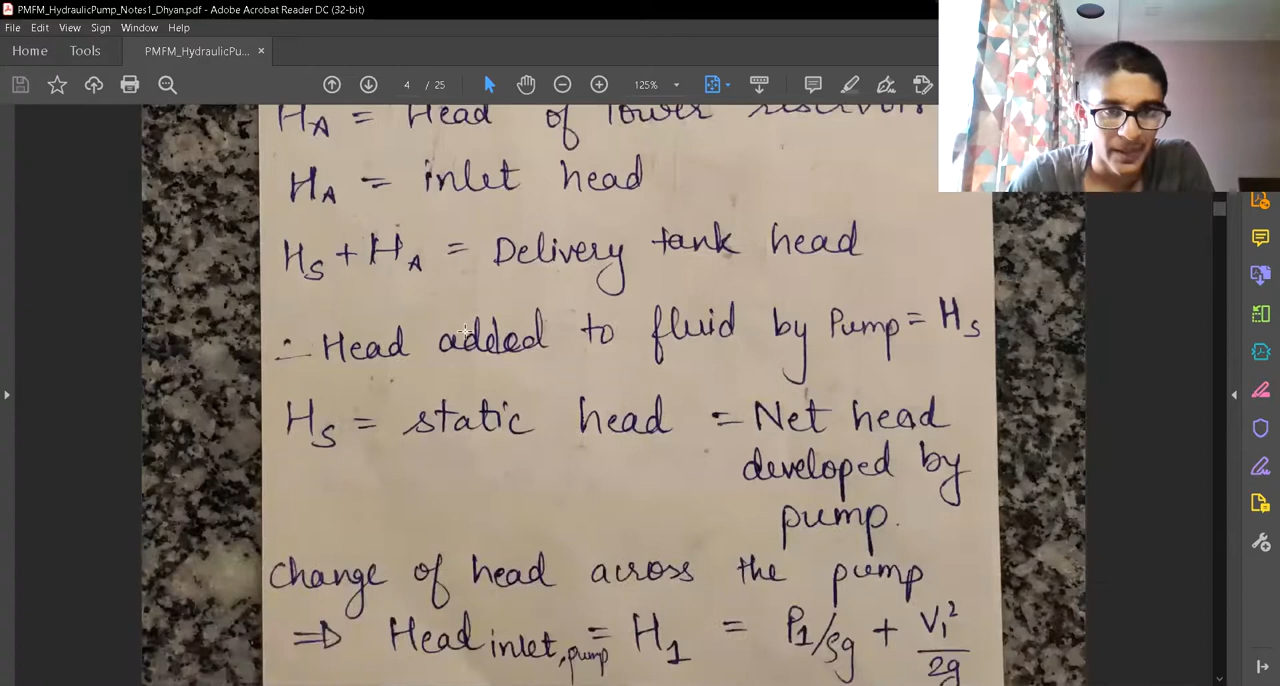 PMFM_HydraulicPump_Notes1_Dhyan.pdf - Adobe Acrobat Reader DC (32-bit)
File Edit View Sign Window Help
Home Tools PMFM_HydraulicPu... ×
4 / 25 125%
H_A = Head of lower reservoir
H_A = inlet head
H_S + H_A = Delivery tank head
∴ Head added to fluid by Pump = H_S
H_S = static head = Net head
developed by
pump.
Change of head across the pump
⇒ Head inlet, pump = H_1 = P_1/ρg + V_1²/2g